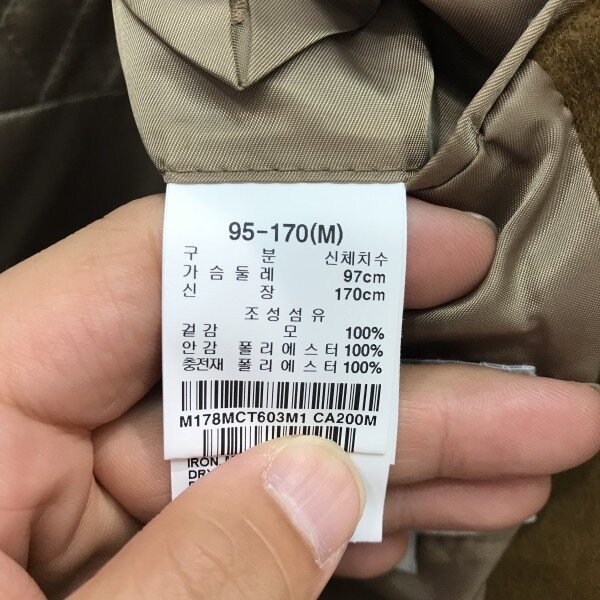 95-170(M)
구 분 신체치수
가슴둘레 97cm
신 장 170cm
조성섬유
겉감 모 100%
안감 폴리에스터 100%
충전재 폴리에스터 100%
M178MCT603M1 CA200M
IRON